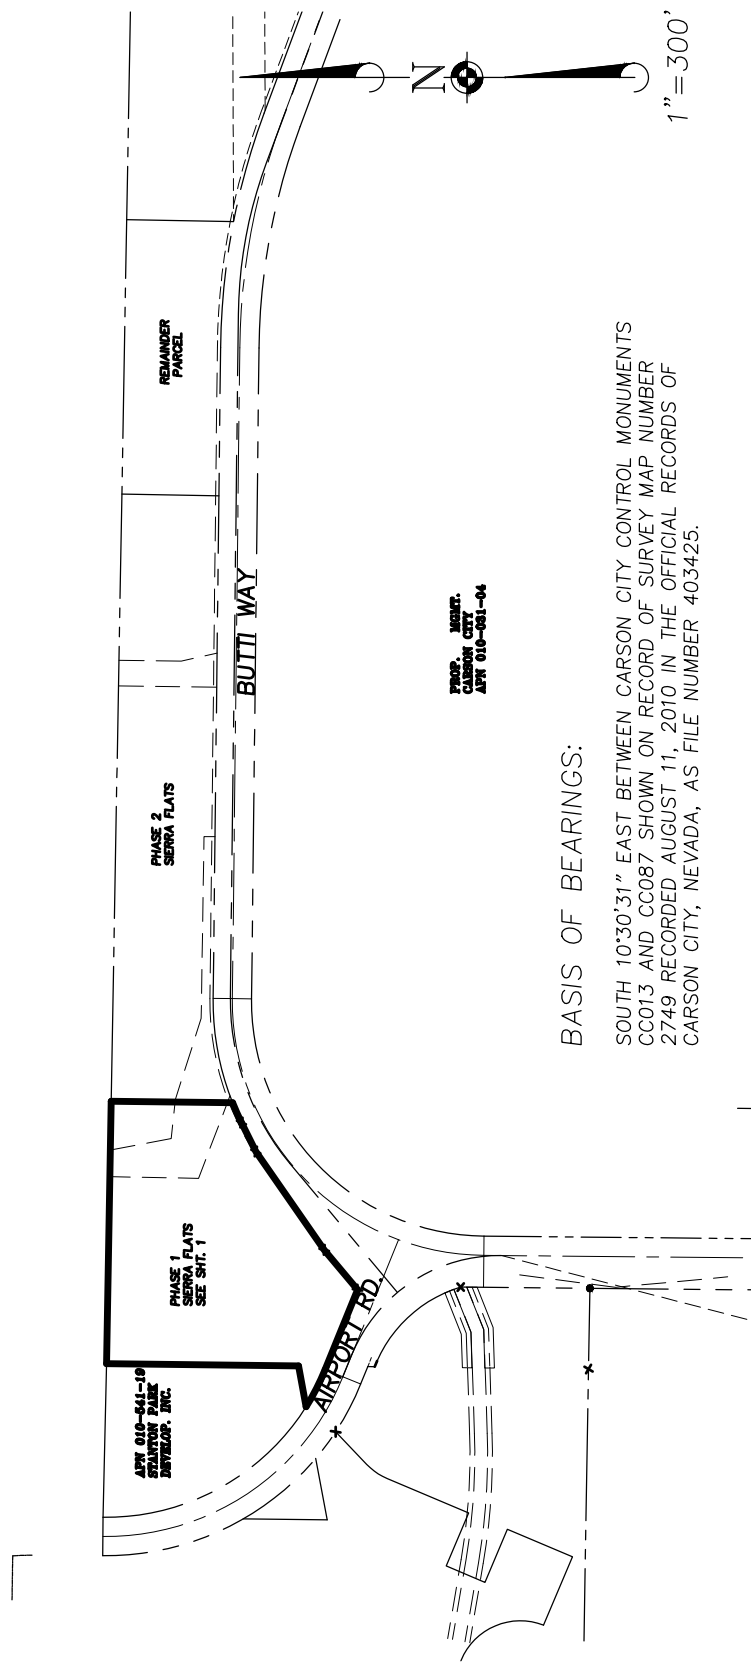 APN 010-541-19
STANTON PARK
DEVELOP. INC.
PHASE 1
SIERRA FLATS
SEE SHT. 1
PHASE 2
SIERRA FLATS
REMAINDER
PARCEL
AIRPORT RD.
BUTTI WAY
PROP. MGMT.
CARSON CITY
APN 010-031-04
N
1"=300'
BASIS OF BEARINGS:
SOUTH 10°30'31" EAST BETWEEN CARSON CITY CONTROL MONUMENTS
CC013 AND CC087 SHOWN ON RECORD OF SURVEY MAP NUMBER
2749 RECORDED AUGUST 11, 2010 IN THE OFFICIAL RECORDS OF
CARSON CITY, NEVADA, AS FILE NUMBER 403425.